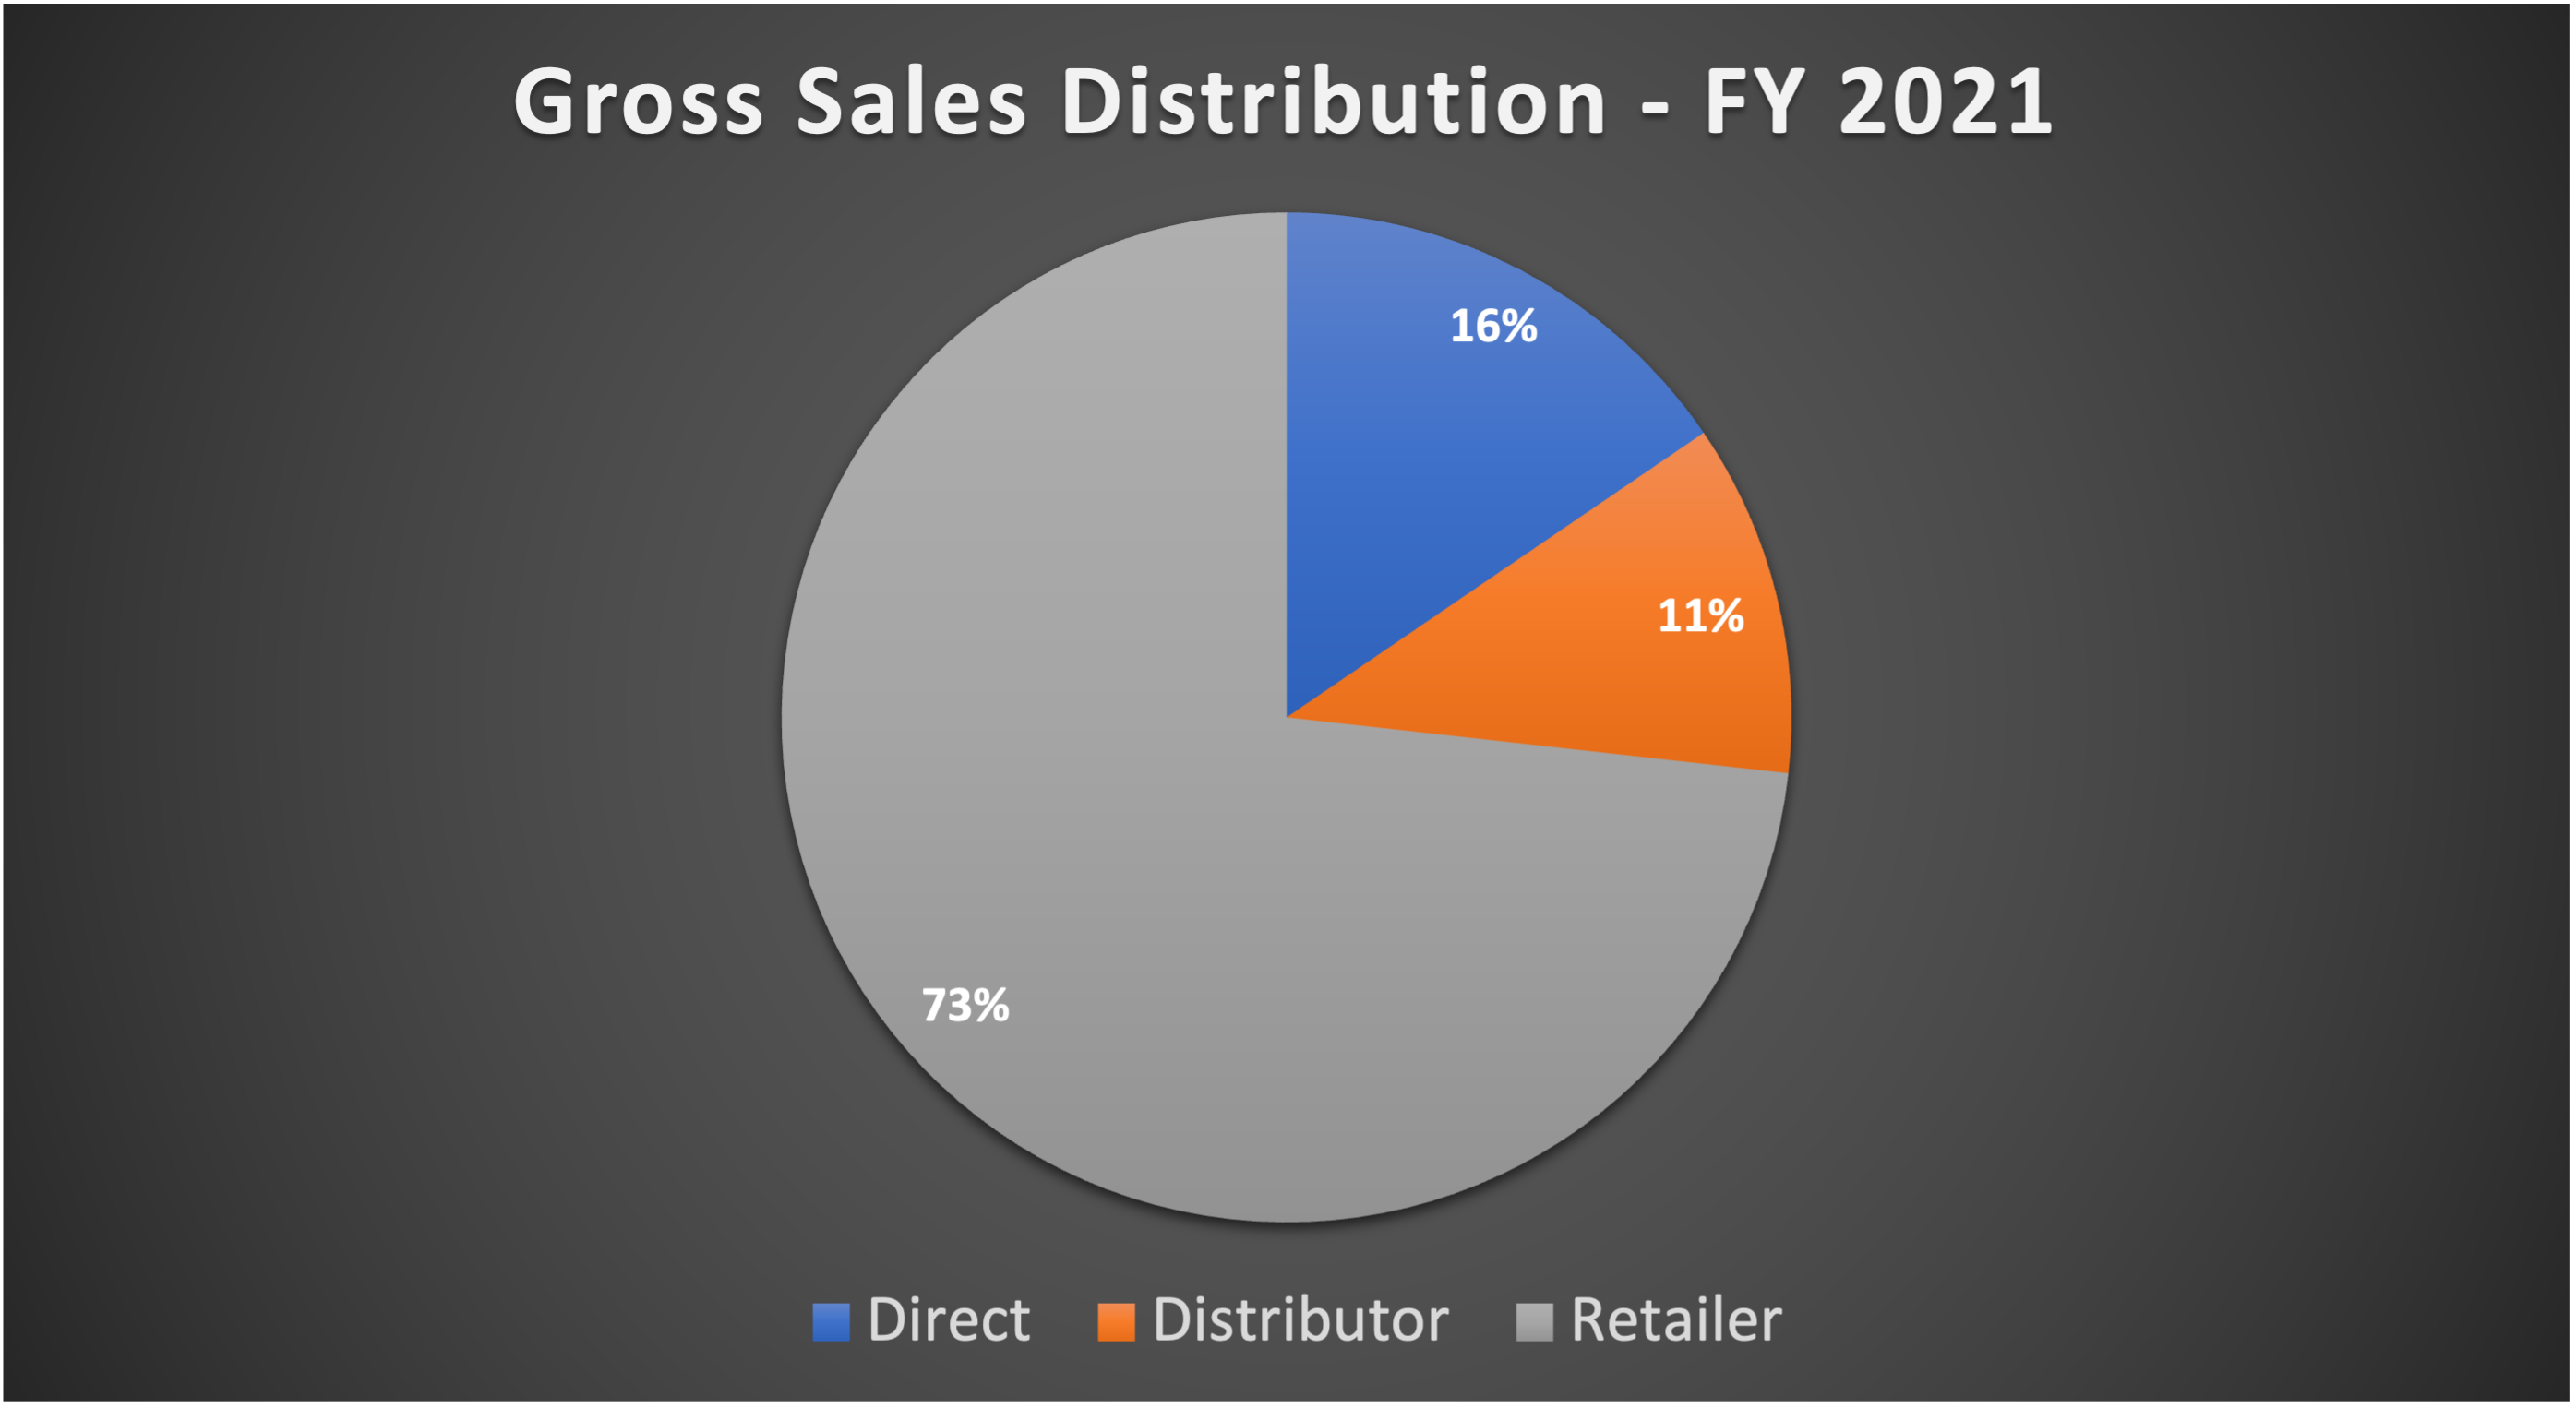 Gross Sales Distribution - FY 2021
16%
11%
73%
Direct Distributor Retailer